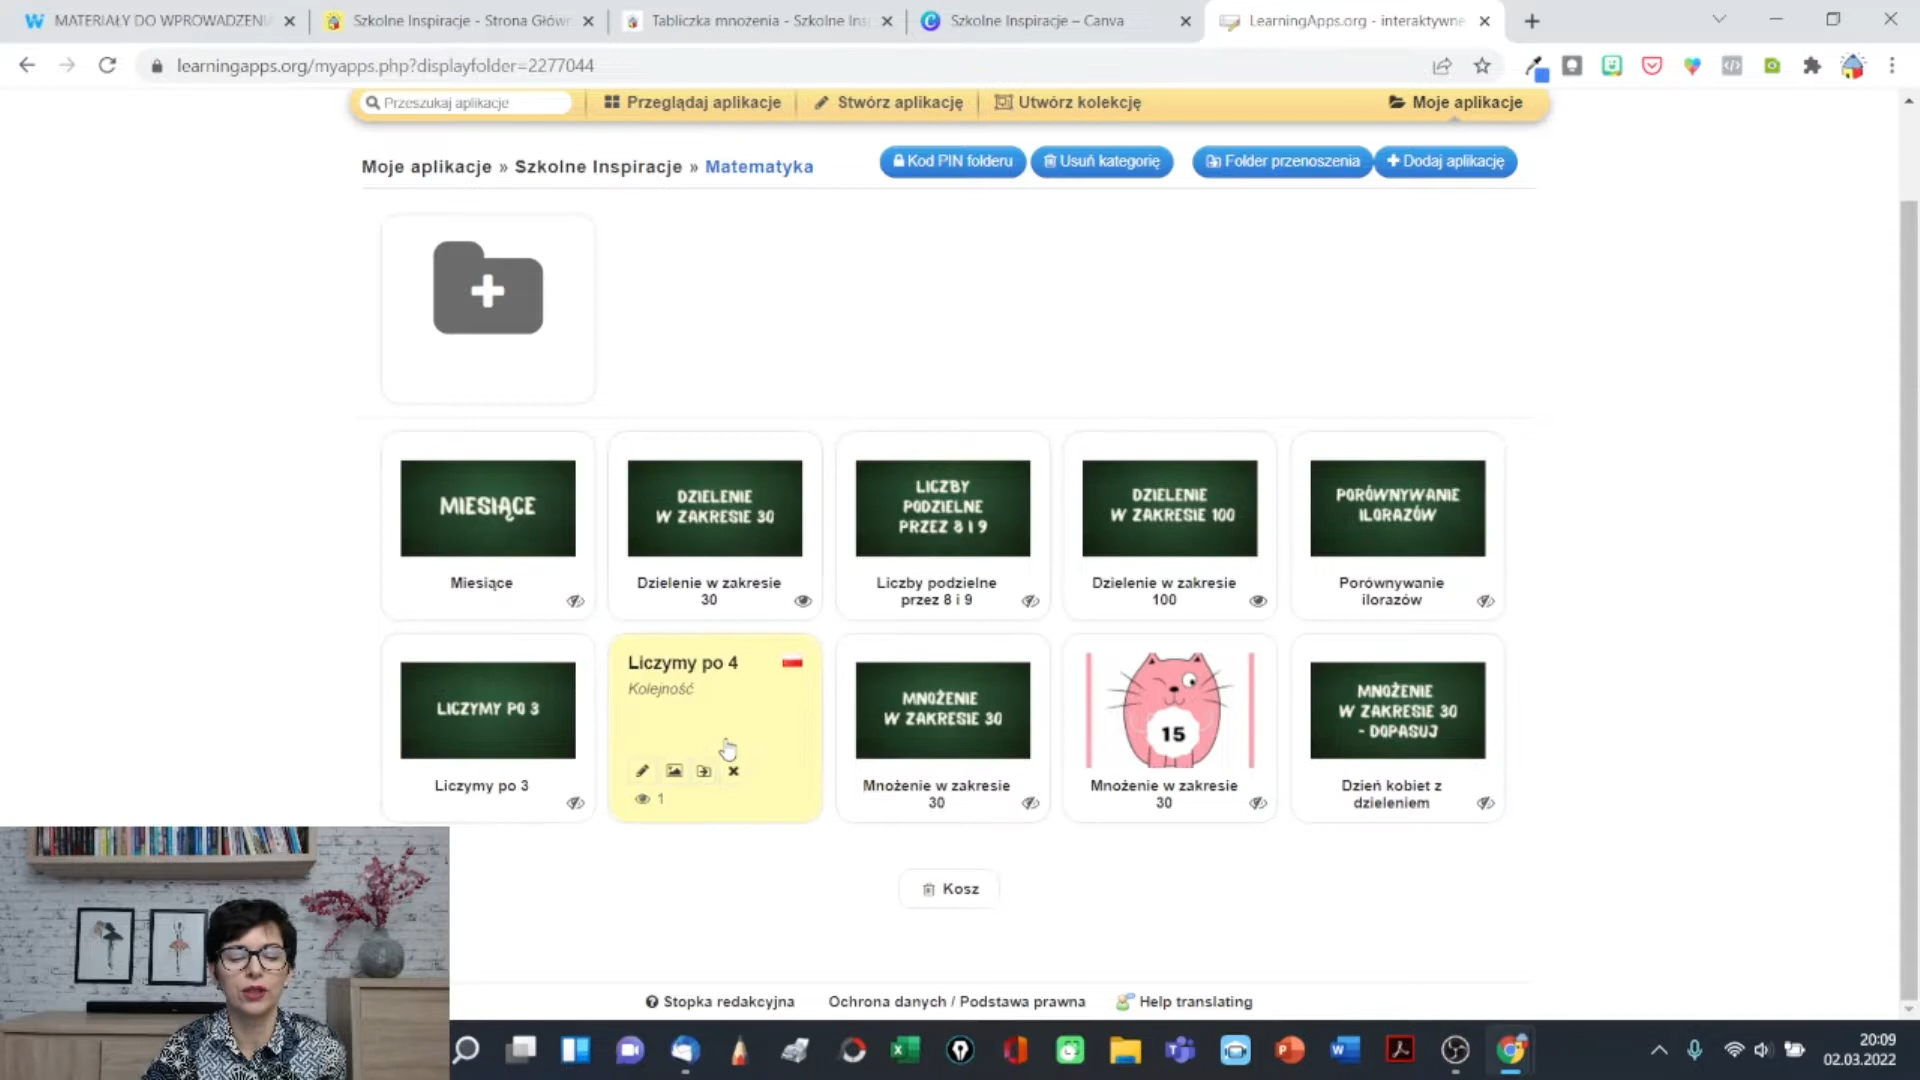 MATERIAŁY DO WPROWADZENI
Szkolne Inspiracje - Strona Główn
Tabliczka mnożenia - Szkolne Ins
Szkolne Inspiracje – Canva
LearningApps.org - interaktywne
learningapps.org/myapps.php?displayfolder=2277044
Przeszukaj aplikacje
Przeglądaj aplikacje
Stwórz aplikację
Utwórz kolekcję
Moje aplikacje
Moje aplikacje » Szkolne Inspiracje » Matematyka
Kod PIN folderu
Usuń kategorię
Folder przenoszenia
Dodaj aplikację
MIESIĄCE
Miesiące
DZIELENIE
W ZAKRESIE 30
Dzielenie w zakresie
30
LICZBY
PODZIELNE
PRZEZ 8 I 9
Liczby podzielne
przez 8 i 9
DZIELENIE
W ZAKRESIE 100
Dzielenie w zakresie
100
PORÓWNYWANIE
ILORAZÓW
Porównywanie
ilorazów
LICZYMY PO 3
Liczymy po 3
Liczymy po 4
Kolejność
1
MNOŻENIE
W ZAKRESIE 30
Mnożenie w zakresie
30
15
Mnożenie w zakresie
30
MNOŻENIE
W ZAKRESIE 30
- DOPASUJ
Dzień kobiet z
dzieleniem
Kosz
Stopka redakcyjna
Ochrona danych / Podstawa prawna
Help translating
20:09
02.03.2022